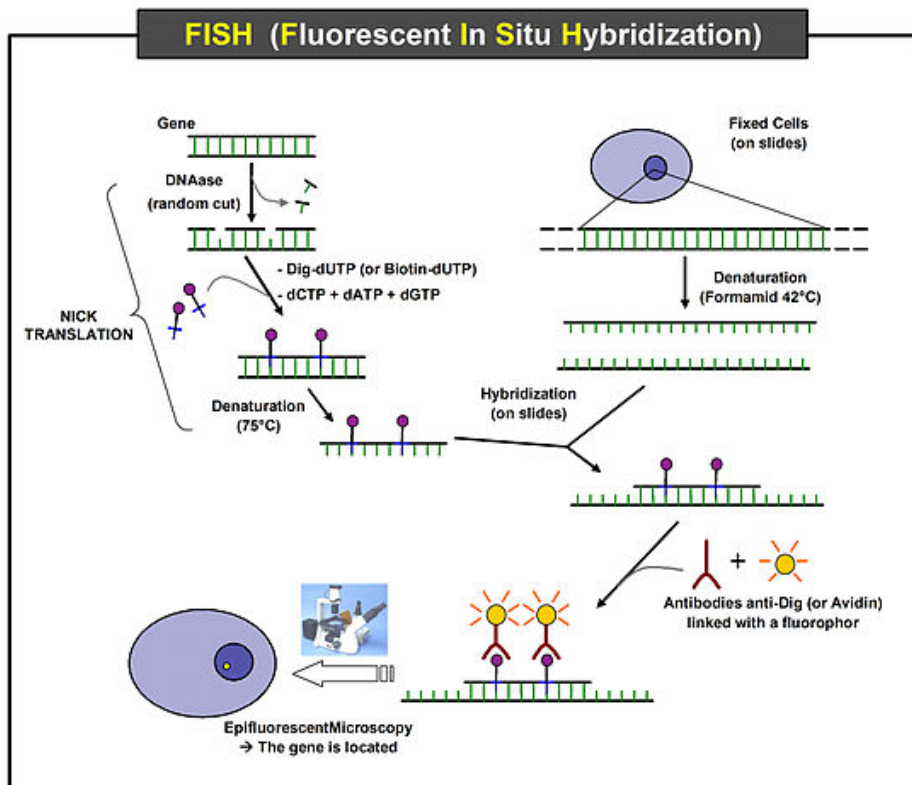 FISH (Fluorescent In Situ Hybridization)
Gene
DNAase
(random cut)
- Dig-dUTP (or Biotin-dUTP)
- dCTP + dATP + dGTP
NICK
TRANSLATION
Denaturation
(75°C)
Fixed Cells
(on slides)
Denaturation
(Formamid 42°C)
Hybridization
(on slides)
+
Antibodies anti-Dig (or Avidin)
linked with a fluorophor
EpifluorescentMicroscopy
→ The gene is located